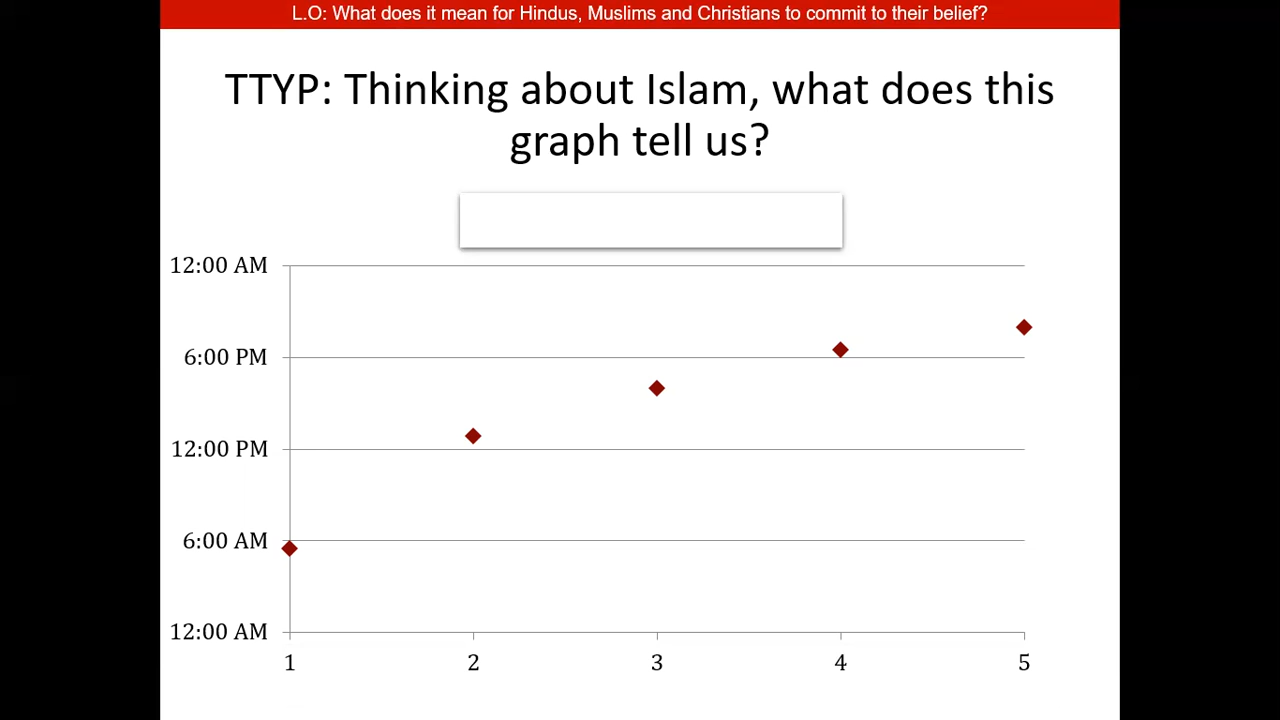 L.O: What does it mean for Hindus, Muslims and Christians to commit to their belief?
TTYP: Thinking about Islam, what does this
graph tell us?
12:00 AM
6:00 PM
12:00 PM
6:00 AM
12:00 AM
1 2 3 4 5